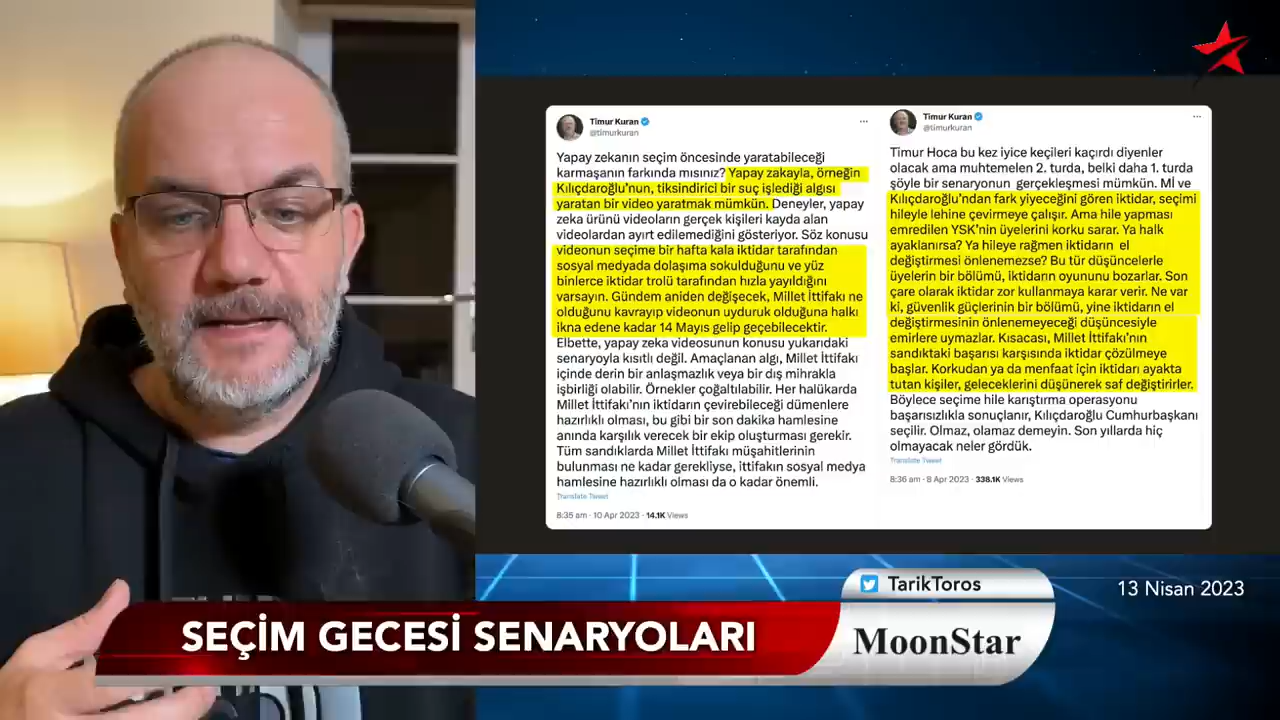 Timur Kuran
@timurkuran
Yapay zekanın seçim öncesinde yaratabileceği
karmaşanın farkında mısınız? Yapay zakayla, örneğin
Kılıçdaroğlu'nun, tiksindirici bir suç işlediği algısı
yaratan bir video yaratmak mümkün. Deneyler, yapay
zeka ürünü videoların gerçek kişileri kayda alan
videolardan ayırt edilemediğini gösteriyor. Söz konusu
videonun seçime bir hafta kala iktidar tarafından
sosyal medyada dolaşıma sokulduğunu ve yüz
binlerce iktidar trolü tarafından hızla yayıldığını
varsayın. Gündem aniden değişecek, Millet İttifakı ne
olduğunu kavrayıp videonun uyduruk olduğuna halkı
ikna edene kadar 14 Mayıs gelip geçebilecektir.
Elbette, yapay zeka videosunun konusu yukarıdaki
senaryoyla kısıtlı değil. Amaçlanan algı, Millet İttifakı
içinde derin bir anlaşmazlık veya bir dış mihrakla
işbirliği olabilir. Örnekler çoğaltılabilir. Her halükarda
Millet İttifakı'nın iktidarın çevirebileceği dümenlere
hazırlıklı olması, bu gibi bir son dakika hamlesine
anında karşılık verecek bir ekip oluşturması gerekir.
Tüm sandıklarda Millet İttifakı müşahitlerinin
bulunması ne kadar gerekliyse, ittifakın sosyal medya
hamlesine hazırlıklı olması da o kadar önemli.
Translate Tweet
8:35 am · 10 Apr 2023 · 14.1K Views
Timur Kuran
@timurkuran
Timur Hoca bu kez iyice keçileri kaçırdı diyenler
olacak ama muhtemelen 2. turda, belki daha 1. turda
şöyle bir senaryonun gerçekleşmesi mümkün. Mİ ve
Kılıçdaroğlu'ndan fark yiyeceğini gören iktidar, seçimi
hileyle lehine çevirmeye çalışır. Ama hile yapması
emredilen YSK'nin üyelerini korku sarar. Ya halk
ayaklanırsa? Ya hileye rağmen iktidarın el
değiştirmesi önlenemezse? Bu tür düşüncelerle
üyelerin bir bölümü, iktidarın oyununu bozarlar. Son
çare olarak iktidar zor kullanmaya karar verir. Ne var
ki, güvenlik güçlerinin bir bölümü, yine iktidarın el
değiştirmesinin önlenemeyeceği düşüncesiyle
emirlere uymazlar. Kısacası, Millet İttifakı'nın
sandıktaki başarısı karşısında iktidar çözülmeye
başlar. Korkudan ya da menfaat için iktidarı ayakta
tutan kişiler, geleceklerini düşünerek saf değiştirirler.
Böylece seçime hile karıştırma operasyonu
başarısızlıkla sonuçlanır, Kılıçdaroğlu Cumhurbaşkanı
seçilir. Olmaz, olamaz demeyin. Son yıllarda hiç
olmayacak neler gördük.
Translate Tweet
8:36 am · 8 Apr 2023 · 338.1K Views
TarikToros
13 Nisan 2023
SEÇİM GECESİ SENARYOLARI
MoonStar